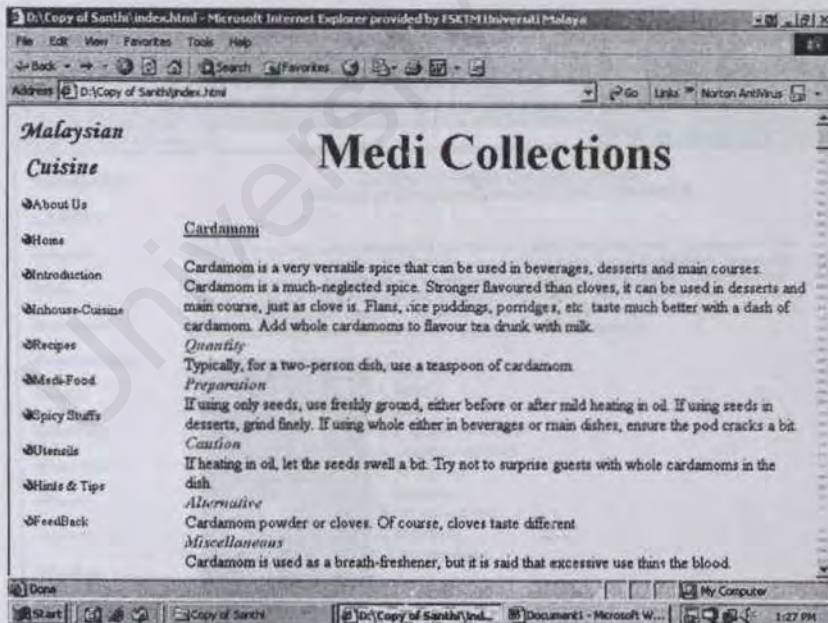 D:\Copy of Santhi\index.html - Microsoft Internet Explorer provided by FSKTM Universiti Malaya
File Edit View Favorites Tools Help
Back Search Favorites
Address D:\Copy of Santhi\index.html Go Links Norton AntiVirus
Malaysian
Cuisine
About Us
Home
Introduction
Inhouse-Cuisine
Recipes
Medi-Food
Spicy Stuffs
Utensils
Hints & Tips
FeedBack
Medi Collections
Cardamom
Cardamom is a very versatile spice that can be used in beverages, desserts and main courses.
Cardamom is a much-neglected spice. Stronger flavoured than cloves, it can be used in desserts and
main course, just as clove is. Flans, rice puddings, porridges, etc taste much better with a dash of
cardamom. Add whole cardamoms to flavour tea drunk with milk.
Quantity
Typically, for a two-person dish, use a teaspoon of cardamom
Preparation
If using only seeds, use freshly ground, either before or after mild heating in oil. If using seeds in
desserts, grind finely. If using whole either in beverages or main dishes, ensure the pod cracks a bit.
Caution
If heating in oil, let the seeds swell a bit. Try not to surprise guests with whole cardamoms in the
dish.
Alternative
Cardamom powder or cloves. Of course, cloves taste different
Miscellaneous
Cardamom is used as a breath-freshener, but it is said that excessive use thins the blood.
Done My Computer
Start Copy of Santhi D:\Copy of Santhi\ind... Document1 - Microsoft W... 1:27 PM
Univers